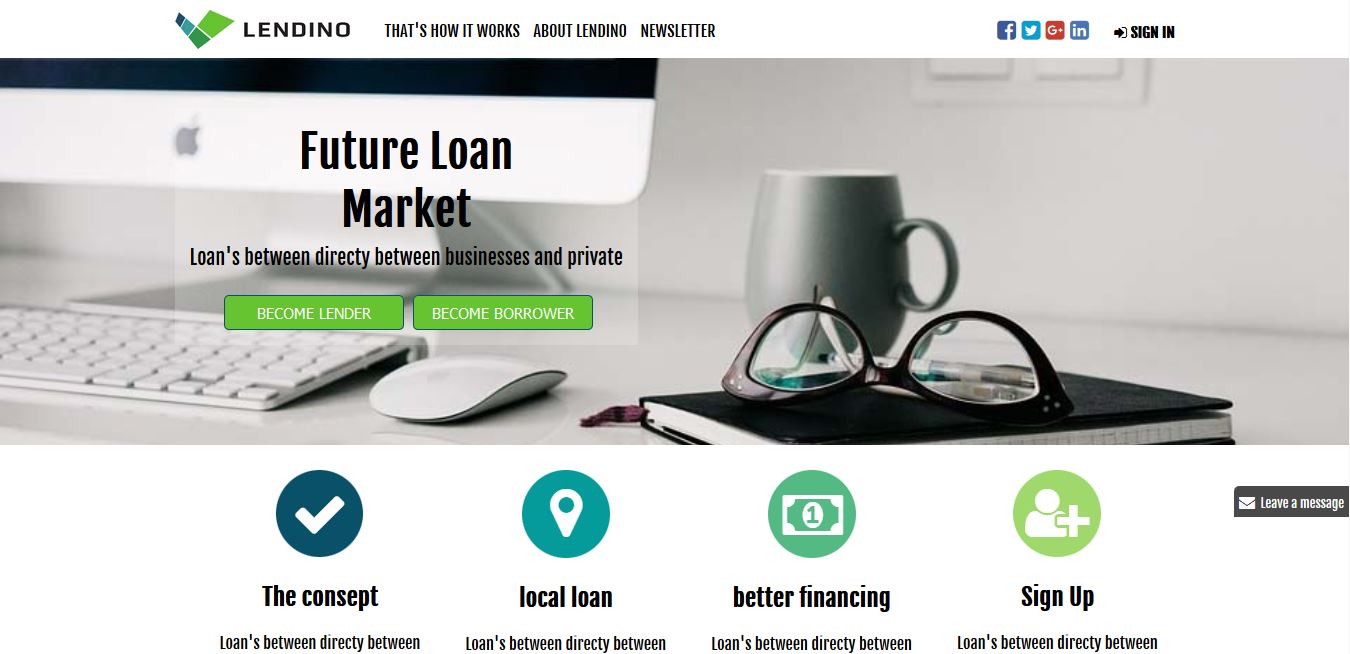 LENDINO
THAT'S HOW IT WORKS ABOUT LENDINO NEWSLETTER
SIGN IN
Future Loan
Market
Loan's between directy between businesses and private
BECOME LENDER BECOME BORROWER
Leave a message
The consept
Loan's between directy between
local loan
Loan's between directy between
better financing
Loan's between directy between
Sign Up
Loan's between directy between